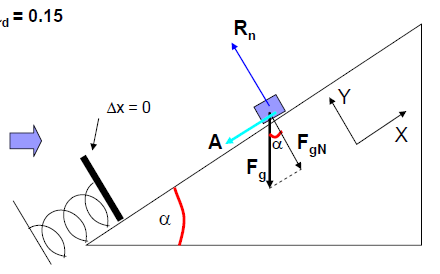 rd = 0.15
Rn
Δx = 0
Y
A
α
FgN
X
Fg
α